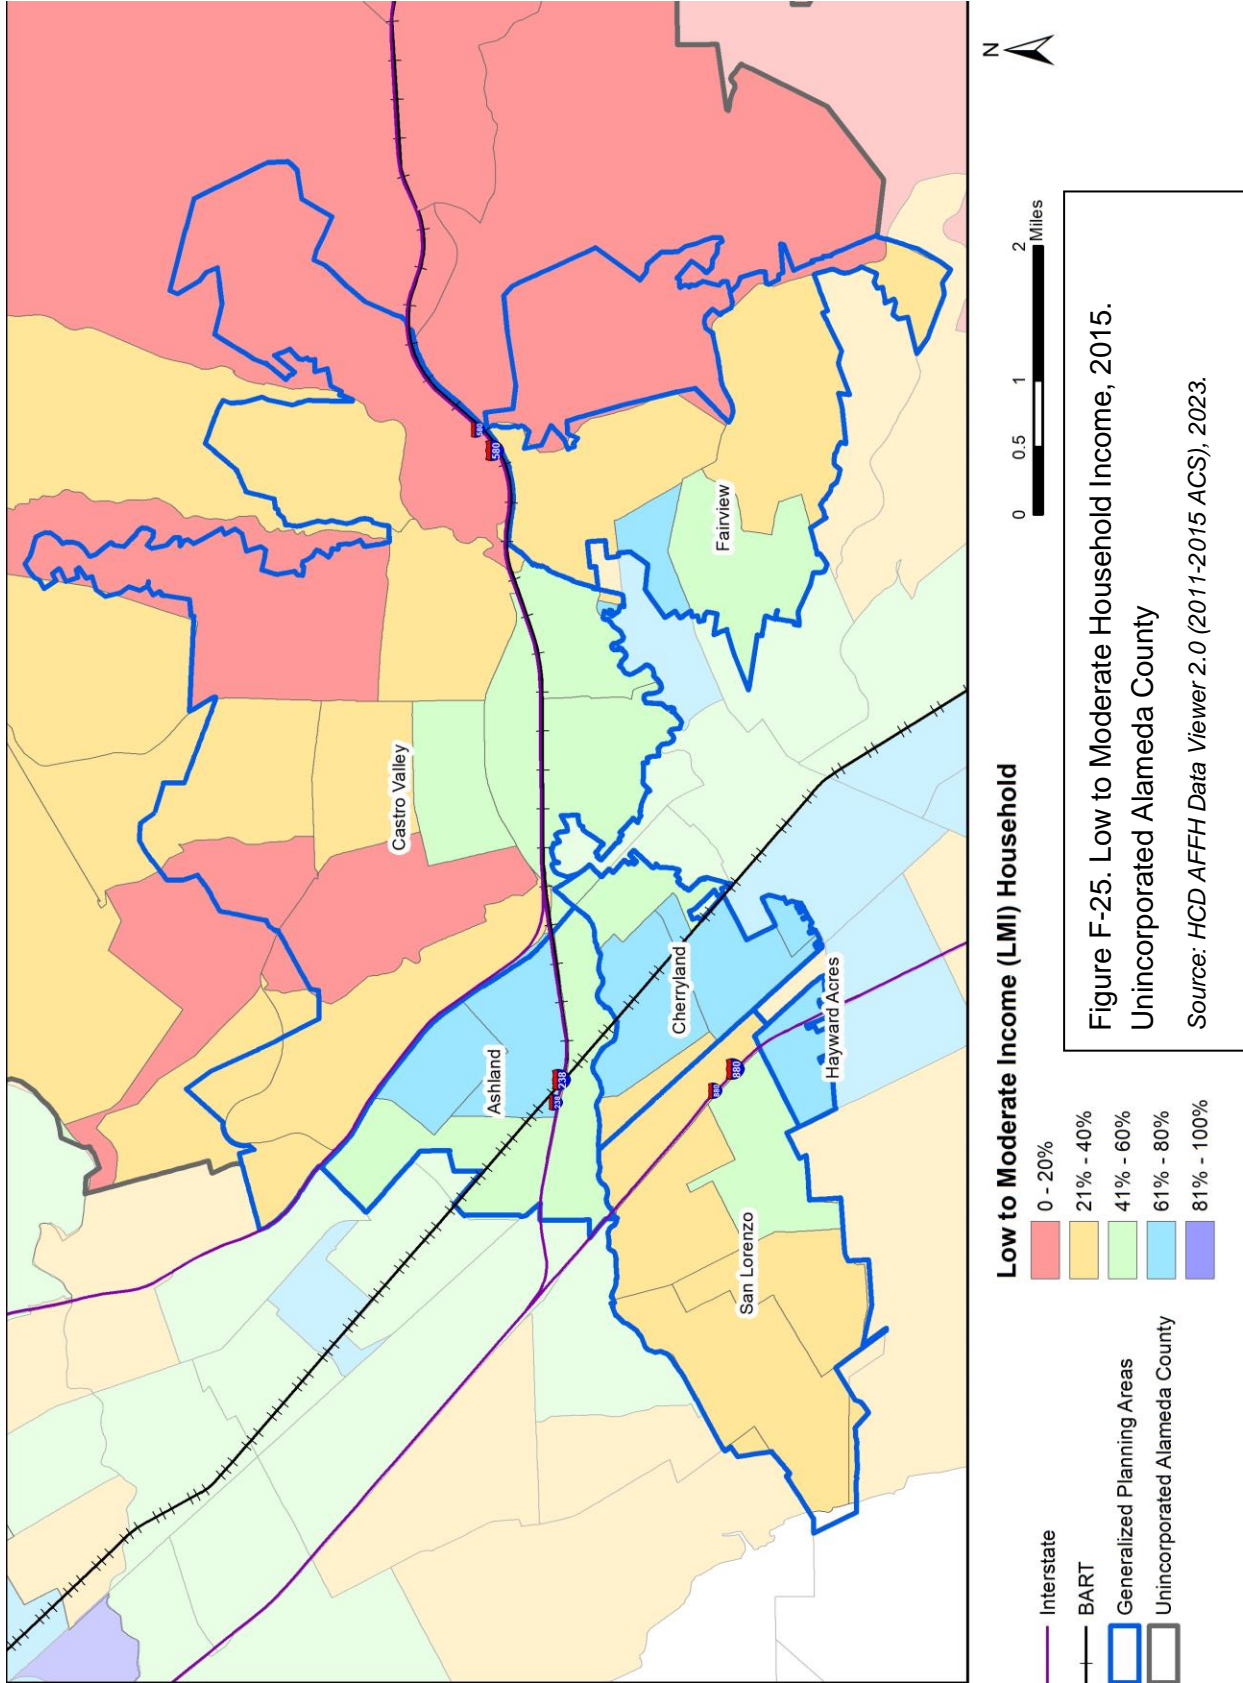 Castro Valley
Ashland
Cherryland
Fairview
Hayward Acres
San Lorenzo
580
580
238
238
880
880
N
0 0.5 1 2
Miles
Low to Moderate Income (LMI) Household
0 - 20%
21% - 40%
41% - 60%
61% - 80%
81% - 100%
Interstate
BART
Generalized Planning Areas
Unincorporated Alameda County
Figure F-25. Low to Moderate Household Income, 2015.
Unincorporated Alameda County
Source: HCD AFFH Data Viewer 2.0 (2011-2015 ACS), 2023.